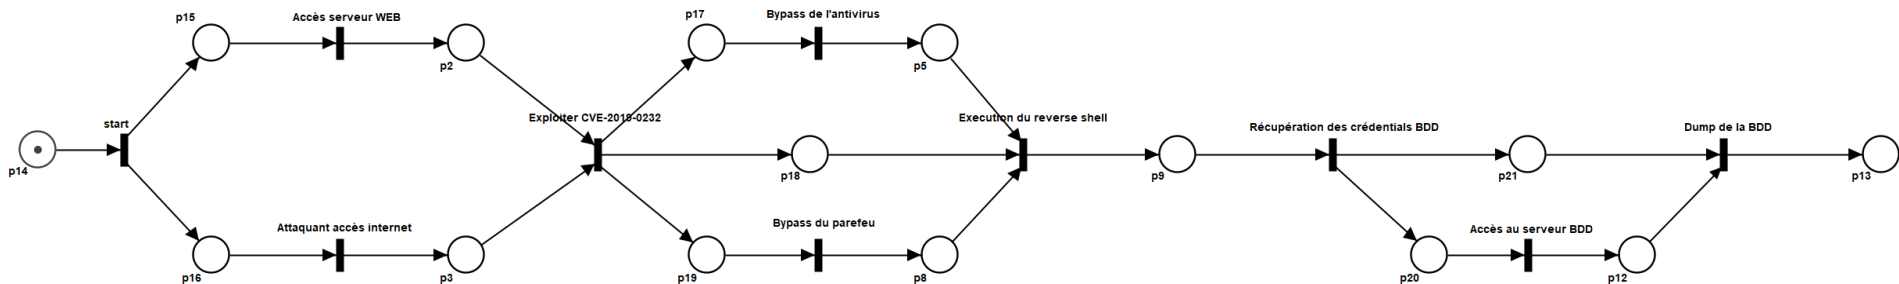 p15
Accès serveur WEB
p2
p17
Bypass de l'antivirus
p5
start
p14
Exploiter CVE-2019-0232
p18
Execution du reverse shell
p9
Récupération des crédentials BDD
p21
Dump de la BDD
p13
Attaquant accès internet
p16
p3
Bypass du parefeu
p19
p8
Accès au serveur BDD
p20
p12